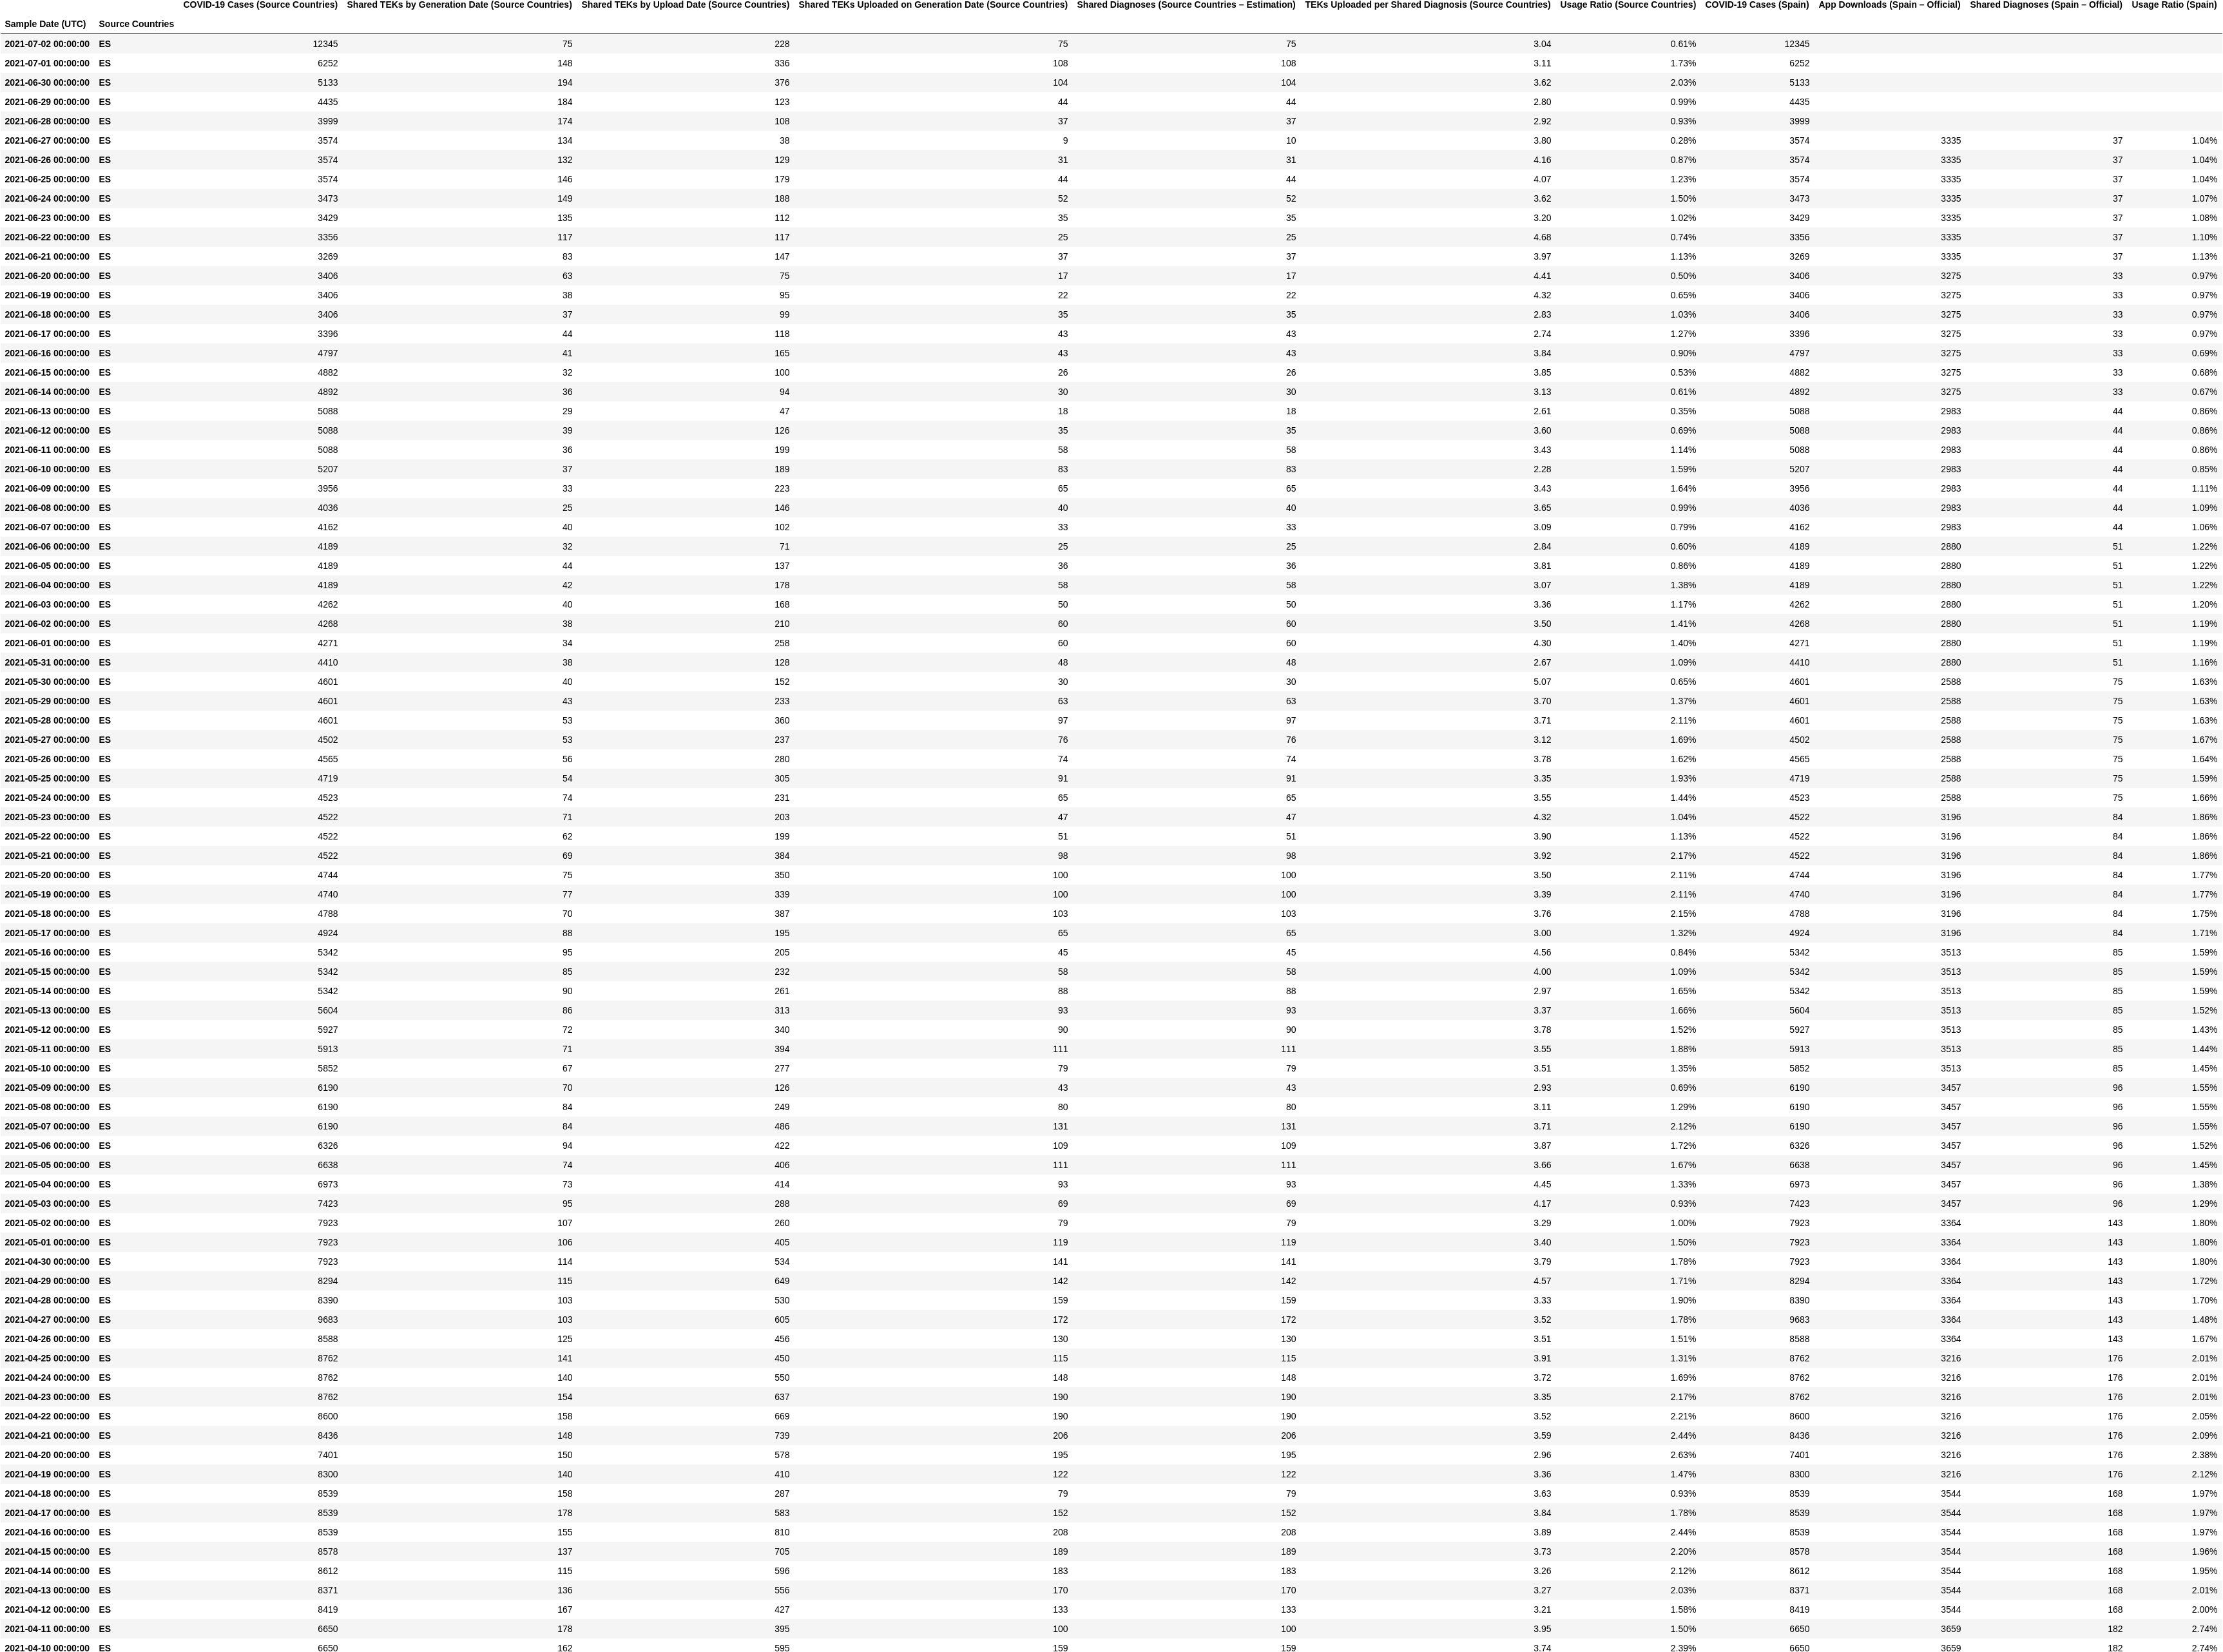 COVID-19 Cases (Source Countries) Shared TEKs by Generation Date (Source Countries) Shared TEKs by Upload Date (Source Countries) Shared TEKs Uploaded on Generation Date (Source Countries) Shared Diagnoses (Source Countries – Estimation) TEKs Uploaded per Shared Diagnosis (Source Countries) Usage Ratio (Source Countries) COVID-19 Cases (Spain) App Downloads (Spain – Official) Shared Diagnoses (Spain – Official) Usage Ratio (Spain)
Sample Date (UTC) Source Countries
2021-07-02 00:00:00 ES 12345 75 228 75 75 3.04 0.61% 12345
2021-07-01 00:00:00 ES 6252 148 336 108 108 3.11 1.73% 6252
2021-06-30 00:00:00 ES 5133 194 376 104 104 3.62 2.03% 5133
2021-06-29 00:00:00 ES 4435 184 123 44 44 2.80 0.99% 4435
2021-06-28 00:00:00 ES 3999 174 108 37 37 2.92 0.93% 3999
2021-06-27 00:00:00 ES 3574 134 38 9 10 3.80 0.28% 3574 3335 37 1.04%
2021-06-26 00:00:00 ES 3574 132 129 31 31 4.16 0.87% 3574 3335 37 1.04%
2021-06-25 00:00:00 ES 3574 146 179 44 44 4.07 1.23% 3574 3335 37 1.04%
2021-06-24 00:00:00 ES 3473 149 188 52 52 3.62 1.50% 3473 3335 37 1.07%
2021-06-23 00:00:00 ES 3429 135 112 35 35 3.20 1.02% 3429 3335 37 1.08%
2021-06-22 00:00:00 ES 3356 117 117 25 25 4.68 0.74% 3356 3335 37 1.10%
2021-06-21 00:00:00 ES 3269 83 147 37 37 3.97 1.13% 3269 3335 37 1.13%
2021-06-20 00:00:00 ES 3406 63 75 17 17 4.41 0.50% 3406 3275 33 0.97%
2021-06-19 00:00:00 ES 3406 38 95 22 22 4.32 0.65% 3406 3275 33 0.97%
2021-06-18 00:00:00 ES 3406 37 99 35 35 2.83 1.03% 3406 3275 33 0.97%
2021-06-17 00:00:00 ES 3396 44 118 43 43 2.74 1.27% 3396 3275 33 0.97%
2021-06-16 00:00:00 ES 4797 41 165 43 43 3.84 0.90% 4797 3275 33 0.69%
2021-06-15 00:00:00 ES 4882 32 100 26 26 3.85 0.53% 4882 3275 33 0.68%
2021-06-14 00:00:00 ES 4892 36 94 30 30 3.13 0.61% 4892 3275 33 0.67%
2021-06-13 00:00:00 ES 5088 29 47 18 18 2.61 0.35% 5088 2983 44 0.86%
2021-06-12 00:00:00 ES 5088 39 126 35 35 3.60 0.69% 5088 2983 44 0.86%
2021-06-11 00:00:00 ES 5088 36 199 58 58 3.43 1.14% 5088 2983 44 0.86%
2021-06-10 00:00:00 ES 5207 37 189 83 83 2.28 1.59% 5207 2983 44 0.85%
2021-06-09 00:00:00 ES 3956 33 223 65 65 3.43 1.64% 3956 2983 44 1.11%
2021-06-08 00:00:00 ES 4036 25 146 40 40 3.65 0.99% 4036 2983 44 1.09%
2021-06-07 00:00:00 ES 4162 40 102 33 33 3.09 0.79% 4162 2983 44 1.06%
2021-06-06 00:00:00 ES 4189 32 71 25 25 2.84 0.60% 4189 2880 51 1.22%
2021-06-05 00:00:00 ES 4189 44 137 36 36 3.81 0.86% 4189 2880 51 1.22%
2021-06-04 00:00:00 ES 4189 42 178 58 58 3.07 1.38% 4189 2880 51 1.22%
2021-06-03 00:00:00 ES 4262 40 168 50 50 3.36 1.17% 4262 2880 51 1.20%
2021-06-02 00:00:00 ES 4268 38 210 60 60 3.50 1.41% 4268 2880 51 1.19%
2021-06-01 00:00:00 ES 4271 34 258 60 60 4.30 1.40% 4271 2880 51 1.19%
2021-05-31 00:00:00 ES 4410 38 128 48 48 2.67 1.09% 4410 2880 51 1.16%
2021-05-30 00:00:00 ES 4601 40 152 30 30 5.07 0.65% 4601 2588 75 1.63%
2021-05-29 00:00:00 ES 4601 43 233 63 63 3.70 1.37% 4601 2588 75 1.63%
2021-05-28 00:00:00 ES 4601 53 360 97 97 3.71 2.11% 4601 2588 75 1.63%
2021-05-27 00:00:00 ES 4502 53 237 76 76 3.12 1.69% 4502 2588 75 1.67%
2021-05-26 00:00:00 ES 4565 56 280 74 74 3.78 1.62% 4565 2588 75 1.64%
2021-05-25 00:00:00 ES 4719 54 305 91 91 3.35 1.93% 4719 2588 75 1.59%
2021-05-24 00:00:00 ES 4523 74 231 65 65 3.55 1.44% 4523 2588 75 1.66%
2021-05-23 00:00:00 ES 4522 71 203 47 47 4.32 1.04% 4522 3196 84 1.86%
2021-05-22 00:00:00 ES 4522 62 199 51 51 3.90 1.13% 4522 3196 84 1.86%
2021-05-21 00:00:00 ES 4522 69 384 98 98 3.92 2.17% 4522 3196 84 1.86%
2021-05-20 00:00:00 ES 4744 75 350 100 100 3.50 2.11% 4744 3196 84 1.77%
2021-05-19 00:00:00 ES 4740 77 339 100 100 3.39 2.11% 4740 3196 84 1.77%
2021-05-18 00:00:00 ES 4788 70 387 103 103 3.76 2.15% 4788 3196 84 1.75%
2021-05-17 00:00:00 ES 4924 88 195 65 65 3.00 1.32% 4924 3196 84 1.71%
2021-05-16 00:00:00 ES 5342 95 205 45 45 4.56 0.84% 5342 3513 85 1.59%
2021-05-15 00:00:00 ES 5342 85 232 58 58 4.00 1.09% 5342 3513 85 1.59%
2021-05-14 00:00:00 ES 5342 90 261 88 88 2.97 1.65% 5342 3513 85 1.59%
2021-05-13 00:00:00 ES 5604 86 313 93 93 3.37 1.66% 5604 3513 85 1.52%
2021-05-12 00:00:00 ES 5927 72 340 90 90 3.78 1.52% 5927 3513 85 1.43%
2021-05-11 00:00:00 ES 5913 71 394 111 111 3.55 1.88% 5913 3513 85 1.44%
2021-05-10 00:00:00 ES 5852 67 277 79 79 3.51 1.35% 5852 3513 85 1.45%
2021-05-09 00:00:00 ES 6190 70 126 43 43 2.93 0.69% 6190 3457 96 1.55%
2021-05-08 00:00:00 ES 6190 84 249 80 80 3.11 1.29% 6190 3457 96 1.55%
2021-05-07 00:00:00 ES 6190 84 486 131 131 3.71 2.12% 6190 3457 96 1.55%
2021-05-06 00:00:00 ES 6326 94 422 109 109 3.87 1.72% 6326 3457 96 1.52%
2021-05-05 00:00:00 ES 6638 74 406 111 111 3.66 1.67% 6638 3457 96 1.45%
2021-05-04 00:00:00 ES 6973 73 414 93 93 4.45 1.33% 6973 3457 96 1.38%
2021-05-03 00:00:00 ES 7423 95 288 69 69 4.17 0.93% 7423 3457 96 1.29%
2021-05-02 00:00:00 ES 7923 107 260 79 79 3.29 1.00% 7923 3364 143 1.80%
2021-05-01 00:00:00 ES 7923 106 405 119 119 3.40 1.50% 7923 3364 143 1.80%
2021-04-30 00:00:00 ES 7923 114 534 141 141 3.79 1.78% 7923 3364 143 1.80%
2021-04-29 00:00:00 ES 8294 115 649 142 142 4.57 1.71% 8294 3364 143 1.72%
2021-04-28 00:00:00 ES 8390 103 530 159 159 3.33 1.90% 8390 3364 143 1.70%
2021-04-27 00:00:00 ES 9683 103 605 172 172 3.52 1.78% 9683 3364 143 1.48%
2021-04-26 00:00:00 ES 8588 125 456 130 130 3.51 1.51% 8588 3364 143 1.67%
2021-04-25 00:00:00 ES 8762 141 450 115 115 3.91 1.31% 8762 3216 176 2.01%
2021-04-24 00:00:00 ES 8762 140 550 148 148 3.72 1.69% 8762 3216 176 2.01%
2021-04-23 00:00:00 ES 8762 154 637 190 190 3.35 2.17% 8762 3216 176 2.01%
2021-04-22 00:00:00 ES 8600 158 669 190 190 3.52 2.21% 8600 3216 176 2.05%
2021-04-21 00:00:00 ES 8436 148 739 206 206 3.59 2.44% 8436 3216 176 2.09%
2021-04-20 00:00:00 ES 7401 150 578 195 195 2.96 2.63% 7401 3216 176 2.38%
2021-04-19 00:00:00 ES 8300 140 410 122 122 3.36 1.47% 8300 3216 176 2.12%
2021-04-18 00:00:00 ES 8539 158 287 79 79 3.63 0.93% 8539 3544 168 1.97%
2021-04-17 00:00:00 ES 8539 178 583 152 152 3.84 1.78% 8539 3544 168 1.97%
2021-04-16 00:00:00 ES 8539 155 810 208 208 3.89 2.44% 8539 3544 168 1.97%
2021-04-15 00:00:00 ES 8578 137 705 189 189 3.73 2.20% 8578 3544 168 1.96%
2021-04-14 00:00:00 ES 8612 115 596 183 183 3.26 2.12% 8612 3544 168 1.95%
2021-04-13 00:00:00 ES 8371 136 556 170 170 3.27 2.03% 8371 3544 168 2.01%
2021-04-12 00:00:00 ES 8419 167 427 133 133 3.21 1.58% 8419 3544 168 2.00%
2021-04-11 00:00:00 ES 6650 178 395 100 100 3.95 1.50% 6650 3659 182 2.74%
2021-04-10 00:00:00 ES 6650 162 595 159 159 3.74 2.39% 6650 3659 182 2.74%